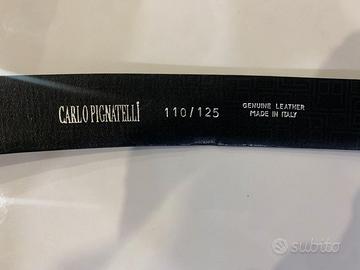 CARLO PIGNATELLI
110/125
GENUINE LEATHER
MADE IN ITALY
subito